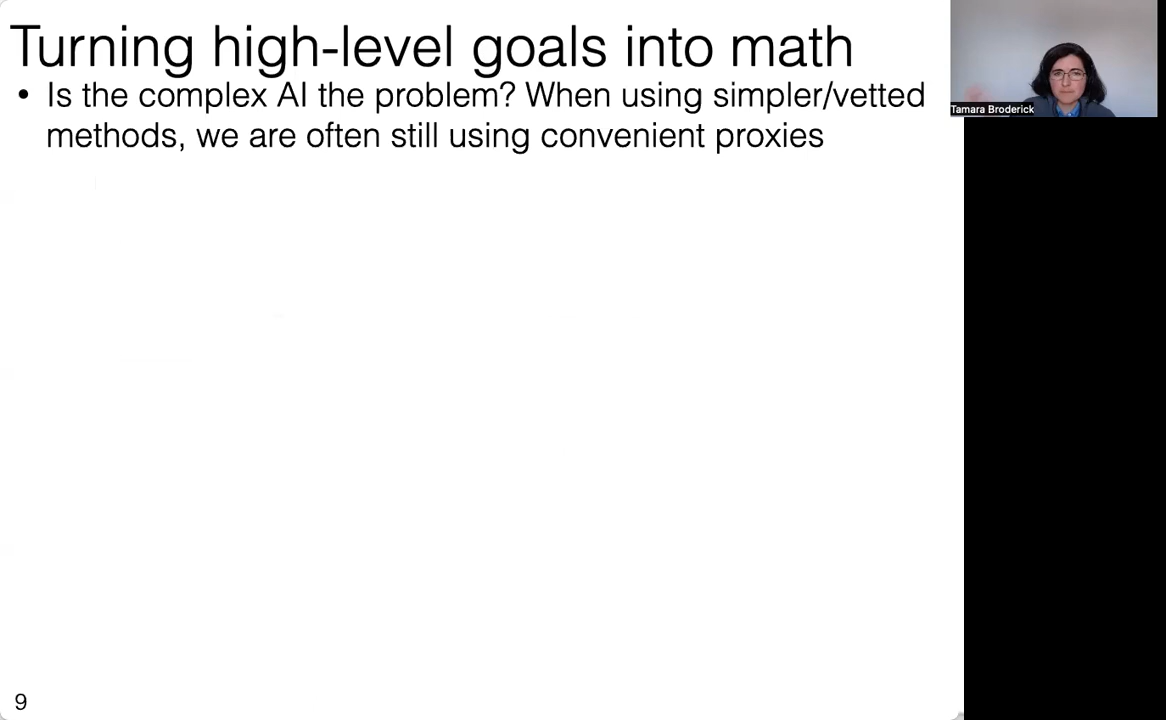 Turning high-level goals into math
• Is the complex AI the problem? When using simpler/vetted
methods, we are often still using convenient proxies
Tamara Broderick
9